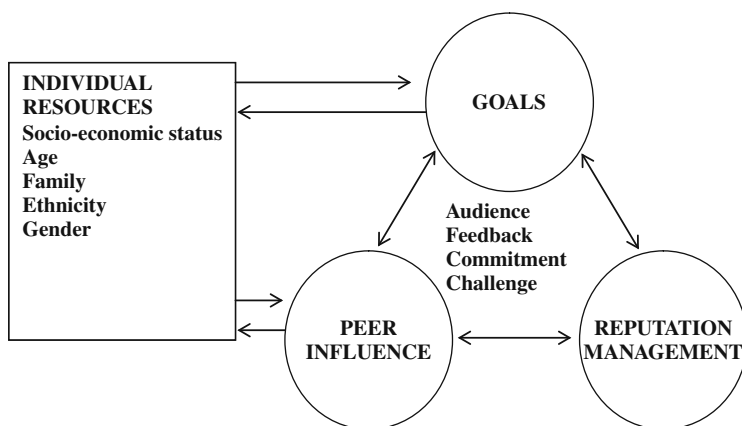 INDIVIDUAL
RESOURCES
Socio-economic status
Age
Family
Ethnicity
Gender
GOALS
Audience
Feedback
Commitment
Challenge
PEER
INFLUENCE
REPUTATION
MANAGEMENT